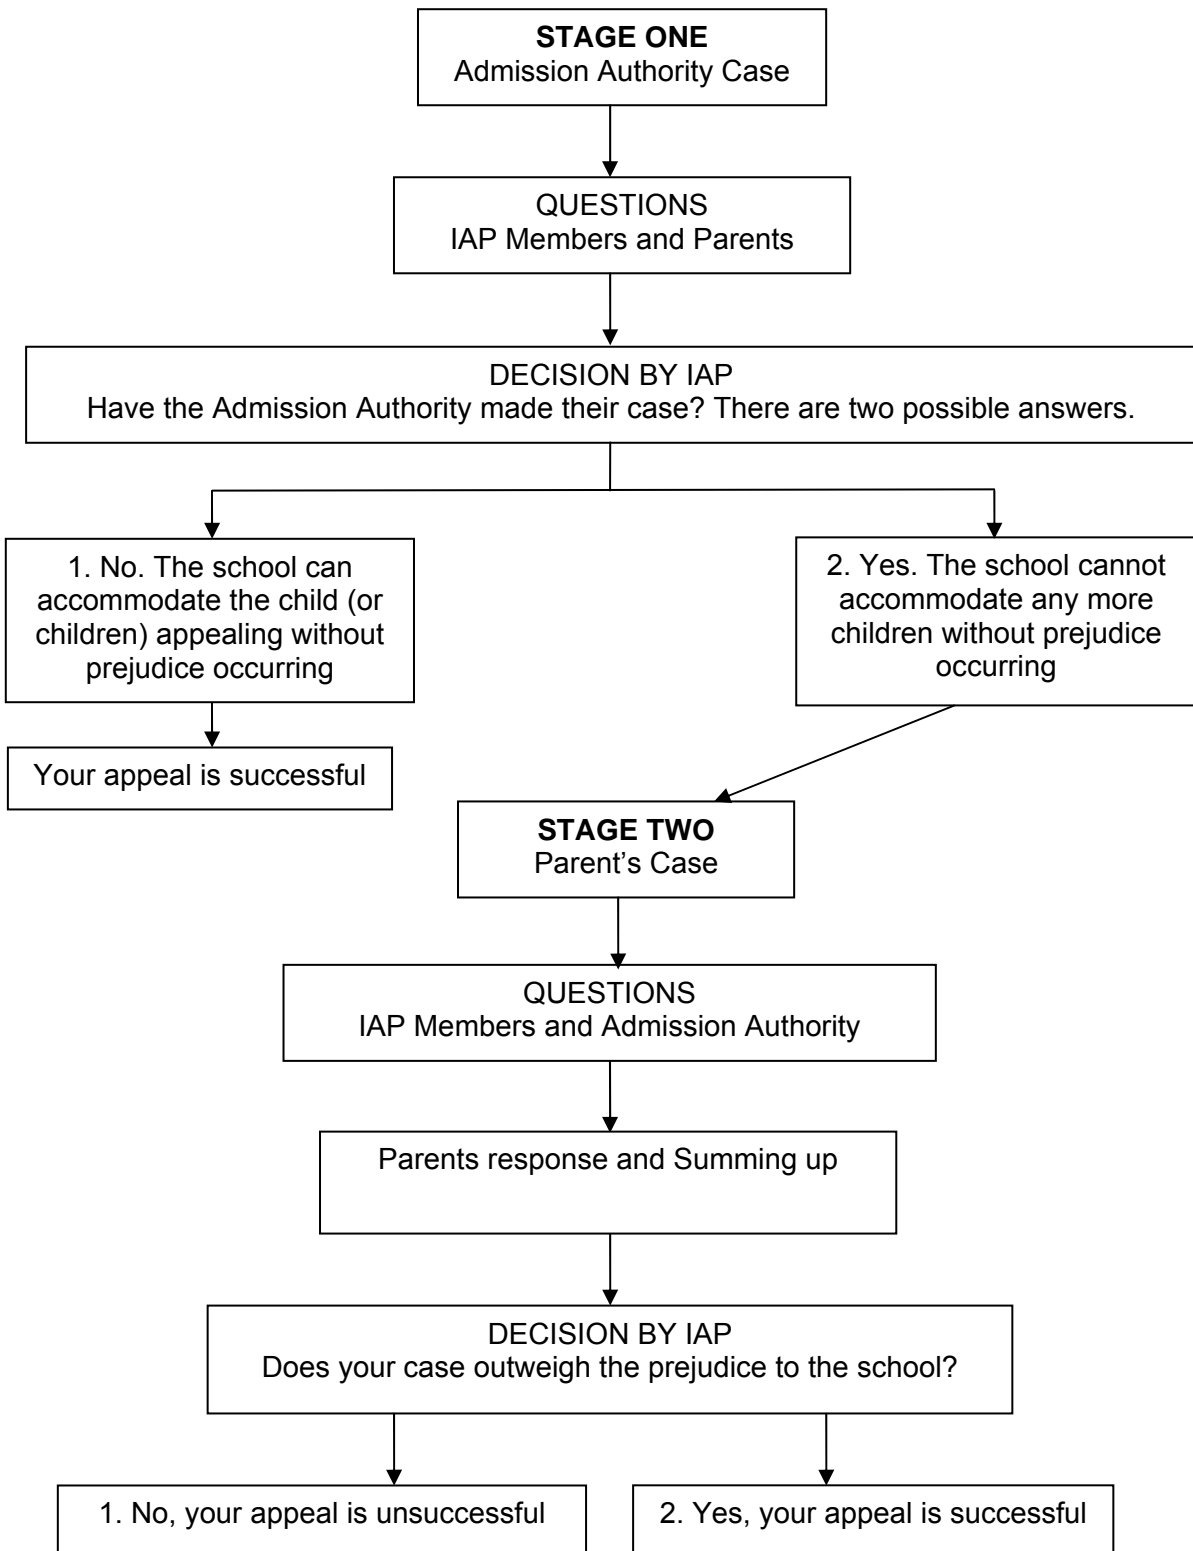 STAGE ONE
Admission Authority Case
QUESTIONS
IAP Members and Parents
DECISION BY IAP
Have the Admission Authority made their case? There are two possible answers.
1. No. The school can
accommodate the child (or
children) appealing without
prejudice occurring
2. Yes. The school cannot
accommodate any more
children without prejudice
occurring
Your appeal is successful
STAGE TWO
Parent’s Case
QUESTIONS
IAP Members and Admission Authority
Parents response and Summing up
DECISION BY IAP
Does your case outweigh the prejudice to the school?
1. No, your appeal is unsuccessful
2. Yes, your appeal is successful